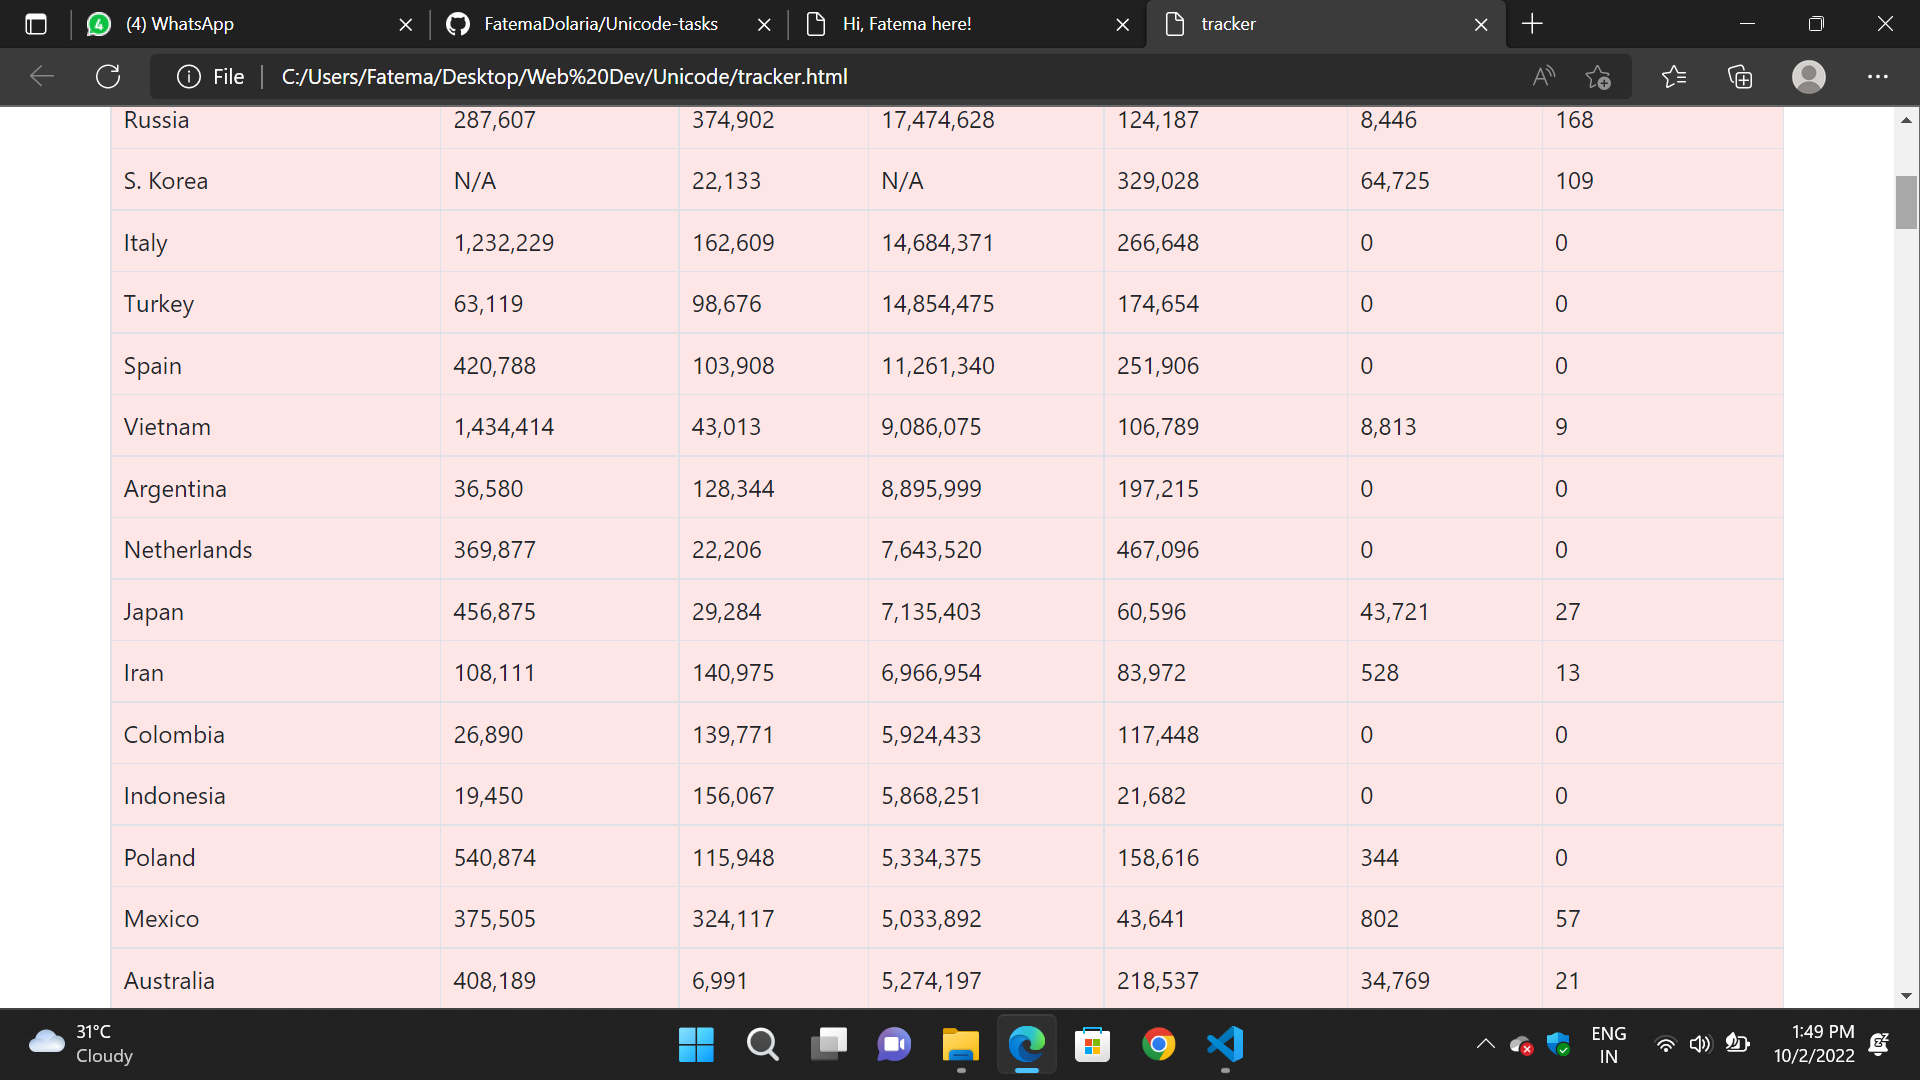 (4) WhatsApp FatemaDolaria/Unicode-tasks Hi, Fatema here! tracker
File C:/Users/Fatema/Desktop/Web%20Dev/Unicode/tracker.html
Russia 287,607 374,902 17,474,628 124,187 8,446 168
S. Korea N/A 22,133 N/A 329,028 64,725 109
Italy 1,232,229 162,609 14,684,371 266,648 0 0
Turkey 63,119 98,676 14,854,475 174,654 0 0
Spain 420,788 103,908 11,261,340 251,906 0 0
Vietnam 1,434,414 43,013 9,086,075 106,789 8,813 9
Argentina 36,580 128,344 8,895,999 197,215 0 0
Netherlands 369,877 22,206 7,643,520 467,096 0 0
Japan 456,875 29,284 7,135,403 60,596 43,721 27
Iran 108,111 140,975 6,966,954 83,972 528 13
Colombia 26,890 139,771 5,924,433 117,448 0 0
Indonesia 19,450 156,067 5,868,251 21,682 0 0
Poland 540,874 115,948 5,334,375 158,616 344 0
Mexico 375,505 324,117 5,033,892 43,641 802 57
Australia 408,189 6,991 5,274,197 218,537 34,769 21
31°C ENG 1:49 PM
Cloudy IN 10/2/2022